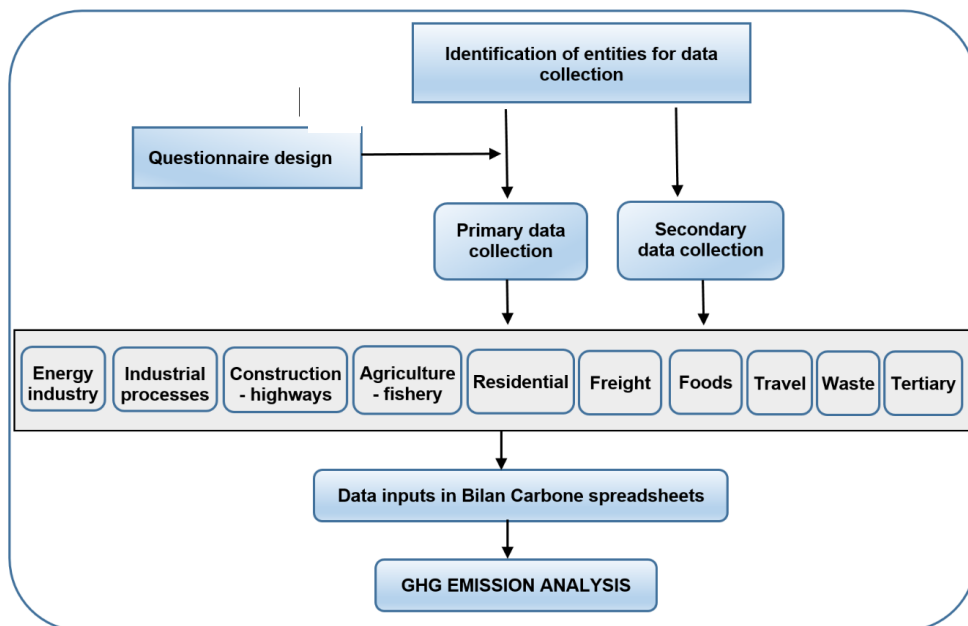 Identification of entities for data
collection
Questionnaire design
Primary data
collection
Secondary
data collection
Energy
industry
Industrial
processes
Construction
- highways
Agriculture
- fishery
Residential
Freight
Foods
Travel
Waste
Tertiary
Data inputs in Bilan Carbone spreadsheets
GHG EMISSION ANALYSIS